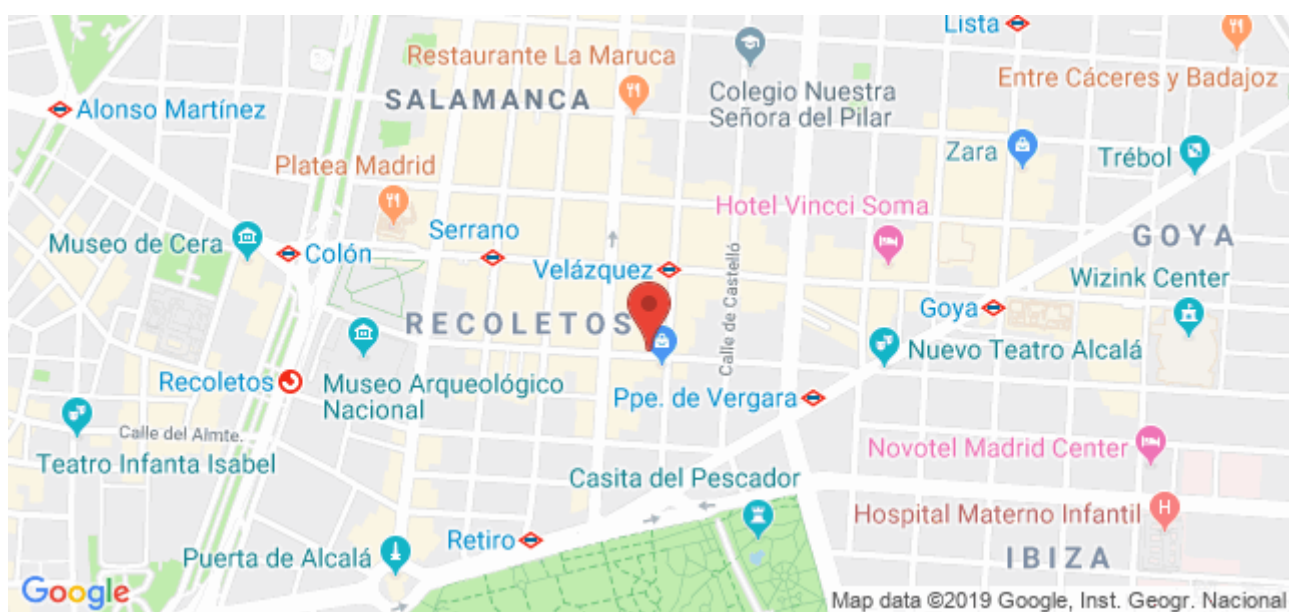 Lista
Restaurante La Maruca
Entre Cáceres y Badajoz
SALAMANCA
Colegio Nuestra
Señora del Pilar
Alonso Martínez
Zara
Trébol
Platea Madrid
Hotel Vincci Soma
Serrano
GOYA
Museo de Cera
Colón
Velázquez
Calle de Castelló
Wizink Center
Goya
RECOLETOS
Nuevo Teatro Alcalá
Recoletos
Museo Arqueológico
Nacional
Ppe. de Vergara
Calle del Almte.
Teatro Infanta Isabel
Novotel Madrid Center
Casita del Pescador
Hospital Materno Infantil
H
Retiro
Puerta de Alcalá
IBIZA
Google
Map data ©2019 Google, Inst. Geogr. Nacional